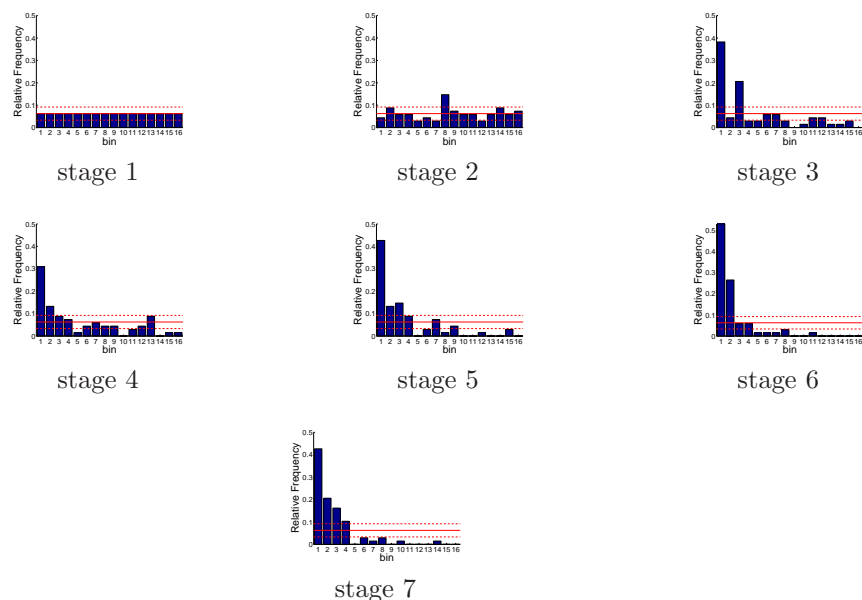 0.5 0.5 0.5
0.4 0.4 0.4
0.3 0.3 0.3
0.2 0.2 0.2
0.1 0.1 0.1
0 0 0
Relative Frequency Relative Frequency Relative Frequency
1 2 3 4 5 6 7 8 9 10 11 12 13 14 15 16 1 2 3 4 5 6 7 8 9 10 11 12 13 14 15 16 1 2 3 4 5 6 7 8 9 10 11 12 13 14 15 16
bin bin bin
stage 1 stage 2 stage 3
0.5 0.5 0.5
0.4 0.4 0.4
0.3 0.3 0.3
0.2 0.2 0.2
0.1 0.1 0.1
0 0 0
Relative Frequency Relative Frequency Relative Frequency
1 2 3 4 5 6 7 8 9 10 11 12 13 14 15 16 1 2 3 4 5 6 7 8 9 10 11 12 13 14 15 16 1 2 3 4 5 6 7 8 9 10 11 12 13 14 15 16
bin bin bin
stage 4 stage 5 stage 6
0.5
0.4
0.3
0.2
0.1
0
Relative Frequency
1 2 3 4 5 6 7 8 9 10 11 12 13 14 15 16
bin
stage 7